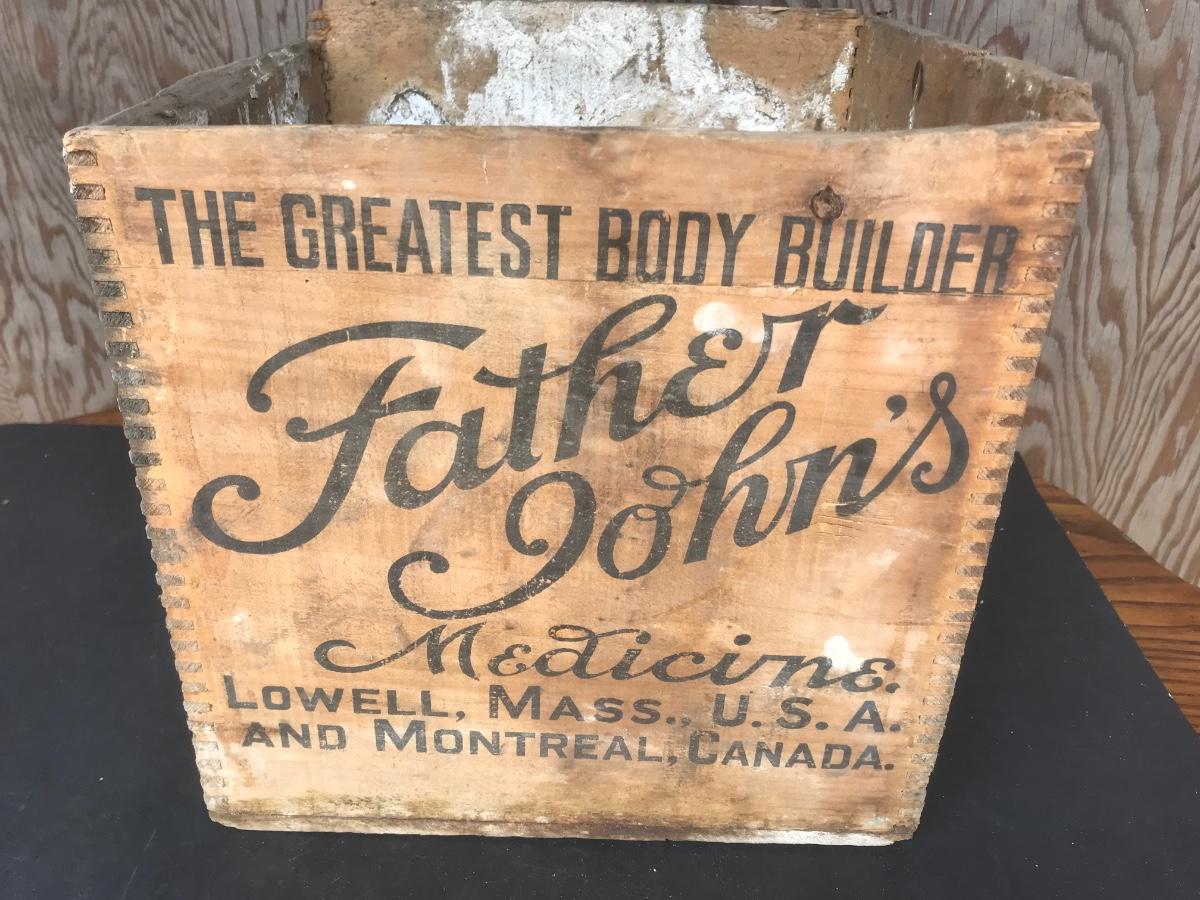 THE GREATEST BODY BUILDER
Father
John's
Medicine.
LOWELL, MASS., U.S.A.
AND MONTREAL, CANADA.